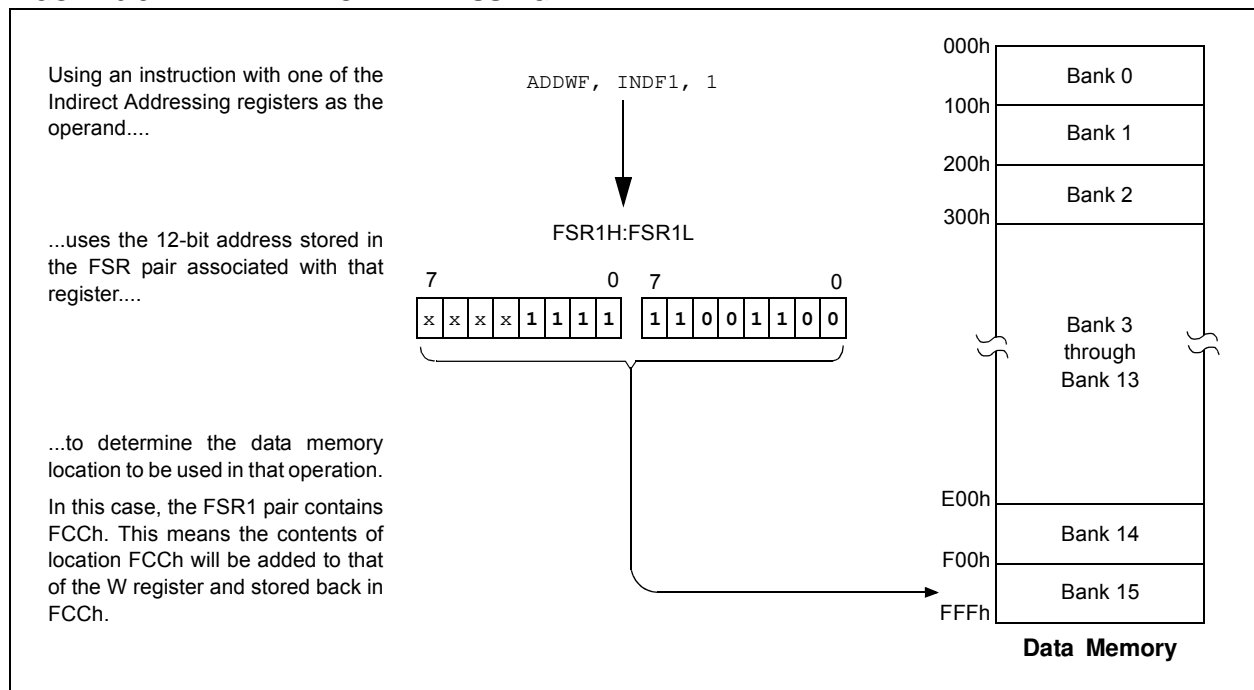 Using an instruction with one of the
Indirect Addressing registers as the
operand....
ADDWF, INDF1, 1
...uses the 12-bit address stored in
the FSR pair associated with that
register....
FSR1H:FSR1L
7 0 7 0
x x x x 1 1 1 1 1 1 0 0 1 1 0 0
...to determine the data memory
location to be used in that operation.
In this case, the FSR1 pair contains
FCCh. This means the contents of
location FCCh will be added to that
of the W register and stored back in
FCCh.
000h
Bank 0
100h
Bank 1
200h
Bank 2
300h
Bank 3
through
Bank 13
E00h
Bank 14
F00h
Bank 15
FFFh
Data Memory